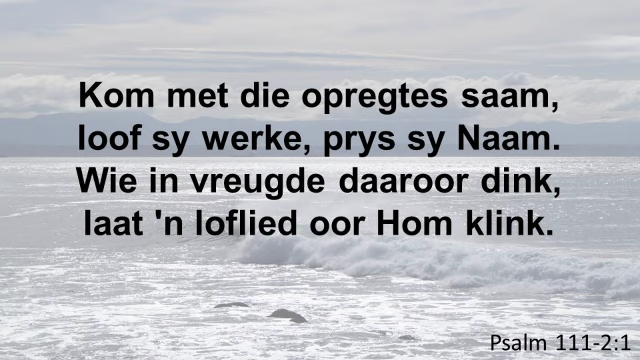 Kom met die opregtes saam,
loof sy werke, prys sy Naam.
Wie in vreugde daaroor dink,
laat 'n loflied oor Hom klink.
Psalm 111-2:1